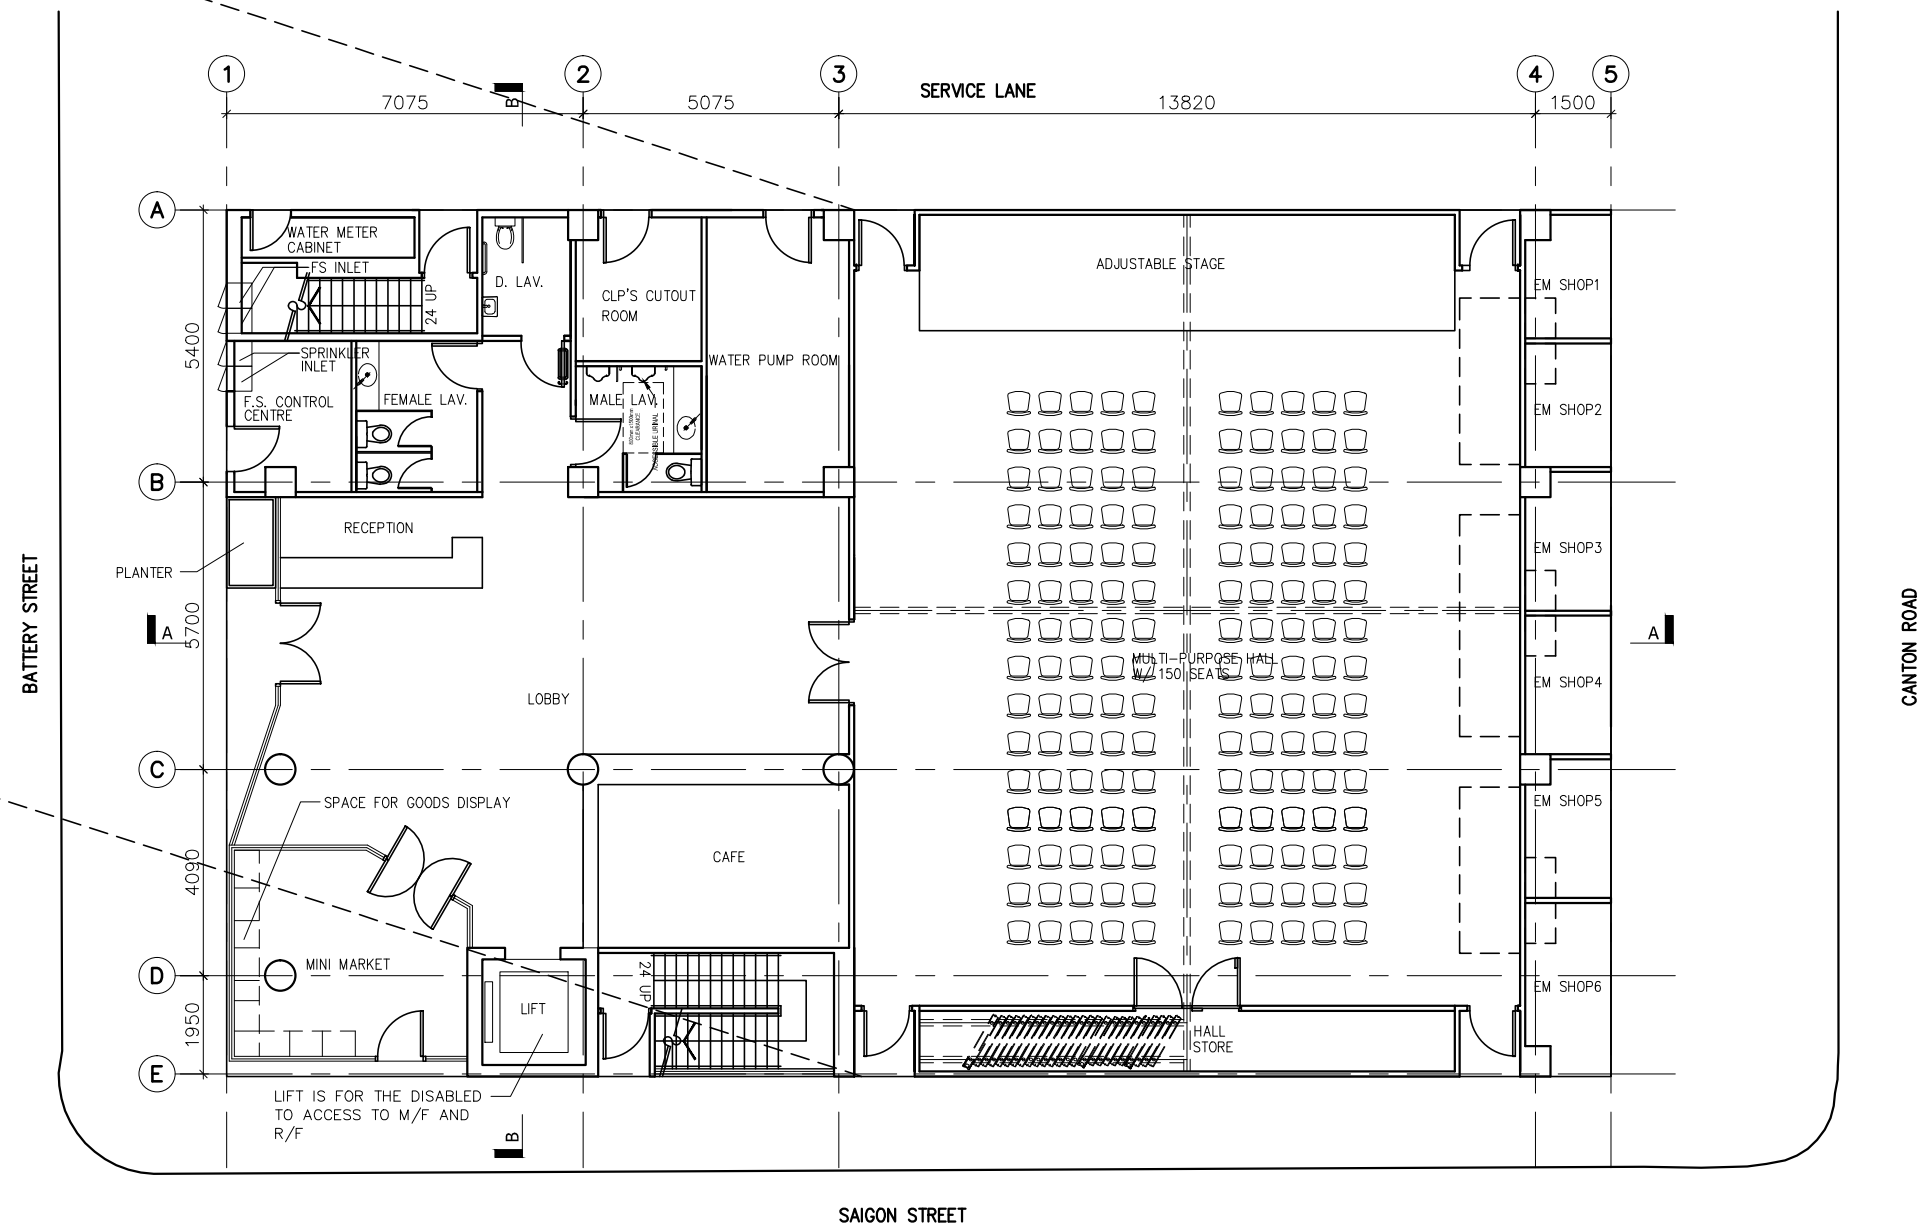 1
2
3
4
5
B
SERVICE LANE
7075
5075
13820
1500
A
WATER METER
CABINET
FS INLET
D. LAV.
24 UP
CLP'S CUTOUT
ROOM
ADJUSTABLE STAGE
EM SHOP1
5400
SPRINKLER
INLET
WATER PUMP ROOM
F.S. CONTROL
CENTRE
FEMALE LAV.
MALE LAV.
CLEARANCE
ACCESSIBLE URINAL
EM SHOP2
B
RECEPTION
EM SHOP3
PLANTER
BATTERY STREET
CANTON ROAD
A
5700
A
MULTI-PURPOSE HALL
W/ 150 SEATS
EM SHOP4
LOBBY
C
SPACE FOR GOODS DISPLAY
EM SHOP5
4090
CAFE
D
MINI MARKET
24 UP
EM SHOP6
LIFT
1950
HALL
STORE
E
LIFT IS FOR THE DISABLED
TO ACCESS TO M/F AND
R/F
B
SAIGON STREET